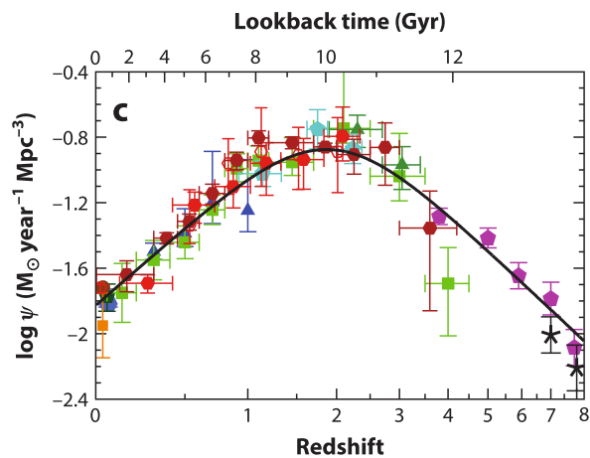 Lookback time (Gyr)
0 2 4 6 8 10 12
c
−0.4
−0.8
−1.2
−1.6
−2
−2.4
log ψ (M⊙ year−1 Mpc−3)
0 1 2 3 4 5 6 7 8
Redshift